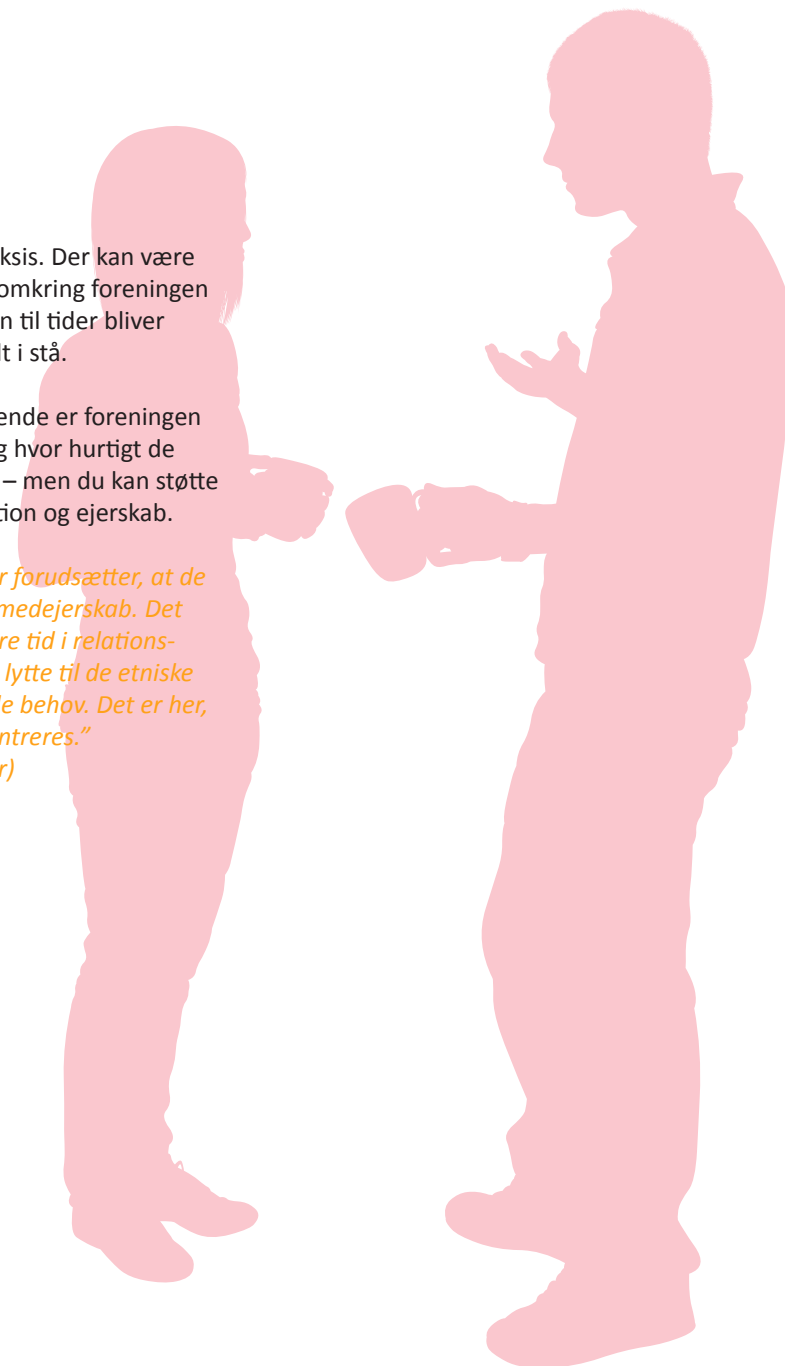 ksis. Der kan være
omkring foreningen
n til tider bliver
lt i stå.
ende er foreningen
g hvor hurtigt de
– men du kan støtte
tion og ejerskab.
r forudsætter, at de
medejerskab. Det
re tid i relations-
lytte til de etniske
le behov. Det er her,
ntreres.”
r)